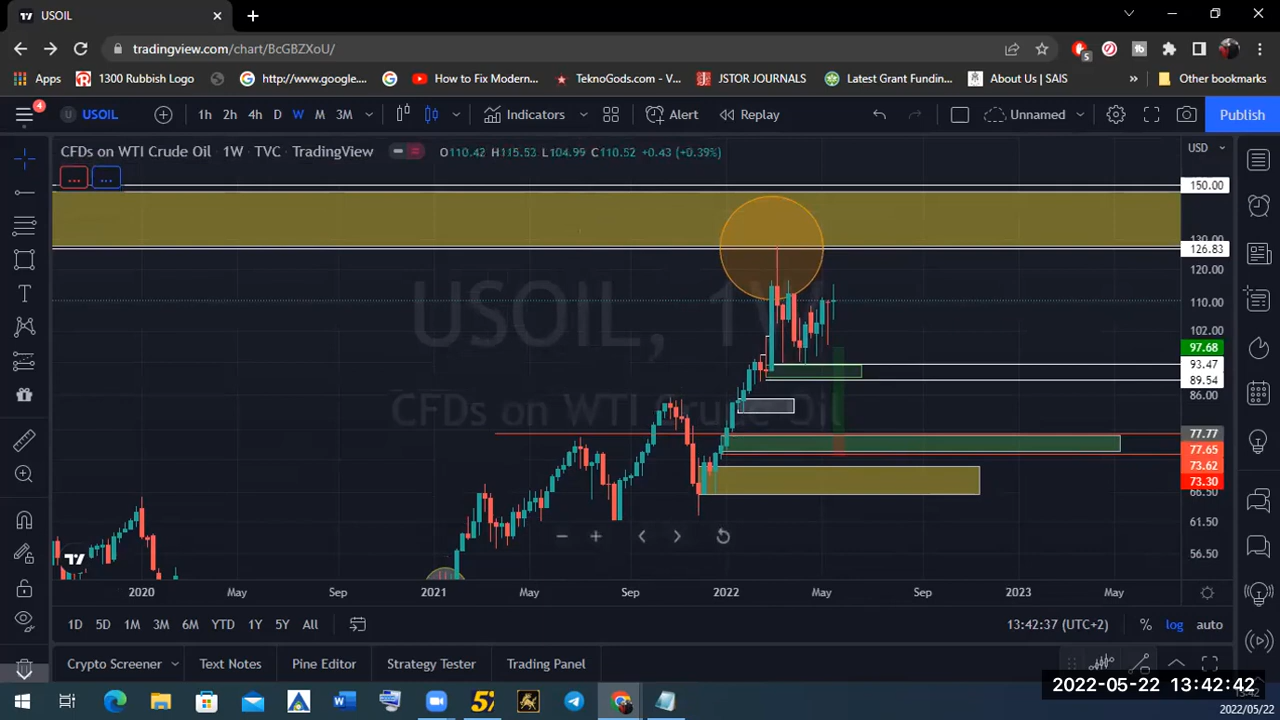 USOIL
tradingview.com/chart/BcGBZXoU/
5
Apps 1300 Rubbish Logo http://www.google... How to Fix Modern... TeknoGods.com - V... JSTOR JOURNALS Latest Grant Fundin... About Us | SAIS » Other bookmarks
4 USOIL 1h 2h 4h D W M 3M Indicators Alert Replay Unnamed Publish
CFDs on WTI Crude Oil · 1W · TVC · TradingView O110.42 H115.53 L104.99 C110.52 +0.43 (+0.39%) USD
... ...
150.00
130.00
126.83
120.00
USOIL, 1W
110.00
102.00
97.68
93.47
89.54
86.00
CFDs on WTI Crude Oil
77.77
77.65
73.62
73.30
66.50
61.50
56.50
2020 May Sep 2021 May Sep 2022 May Sep 2023 May
1D 5D 1M 3M 6M YTD 1Y 5Y All 13:42:37 (UTC+2) % log auto
Crypto Screener Text Notes Pine Editor Strategy Tester Trading Panel
2022-05-22 13:42:42
13:42
2022/05/22